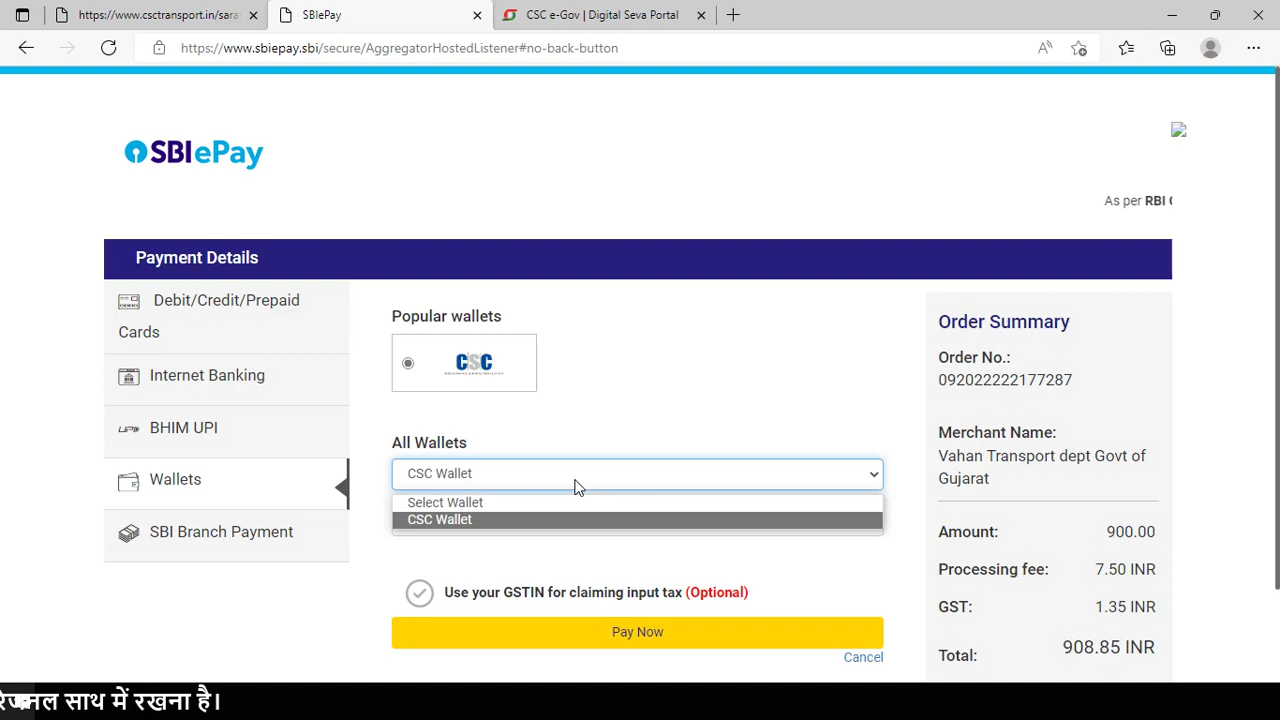 https://www.csctransport.in/sara
SBIePay
CSC e-Gov | Digital Seva Portal
https://www.sbiepay.sbi/secure/AggregatorHostedListener#no-back-button
SBI ePay
As per RBI
Payment Details
Debit/Credit/Prepaid
Cards
Internet Banking
BHIM UPI
Wallets
SBI Branch Payment
Popular wallets
CSC
All Wallets
CSC Wallet
Select Wallet
CSC Wallet
Use your GSTIN for claiming input tax (Optional)
Pay Now
Cancel
Order Summary
Order No.:
092022222177287
Merchant Name:
Vahan Transport dept Govt of
Gujarat
Amount: 900.00
Processing fee: 7.50 INR
GST: 1.35 INR
Total: 908.85 INR
साथ में रखना है।